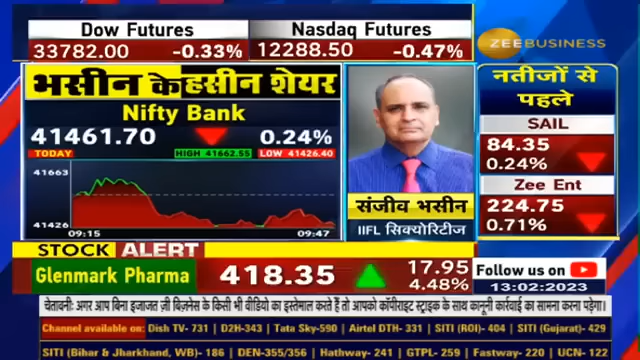 Dow Futures
33782.00 -0.33%
Nasdaq Futures
12288.50 -0.47%
ZEE BUSINESS
भसीन के हसीन शेयर
Nifty Bank
41461.70 0.24%
TODAY HIGH 41662.55 LOW 41426.40
41663
41426
09:15 09:47
संजीव भसीन
IIFL सिक्योरिटीज
नतीजों से
पहले
SAIL
84.35
0.24%
Zee Ent
224.75
0.71%
STOCK ALERT
Glenmark Pharma 418.35 17.95
4.48%
Follow us on
13-02-2023
चेतावनी: अगर आप बिना इजाजत ज़ी बिज़नेस के किसी भी वीडियो का इस्तेमाल करते हैं तो आपको कॉपीराइट स्ट्राइक के साथ कानूनी कार्रवाई का सामना करना पड़ेगा।
Channel available on: Dish TV- 731 | D2H-343 | Tata Sky-590 | Airtel DTH- 331 | SITI (ROI) - 404 | SITI (Gujarat) - 429
SITI (Bihar & Jharkhand, WB)- 186 | DEN-355/356 | Hathway- 241 | GTPL- 259 | Fastway- 220 | UCN- 122